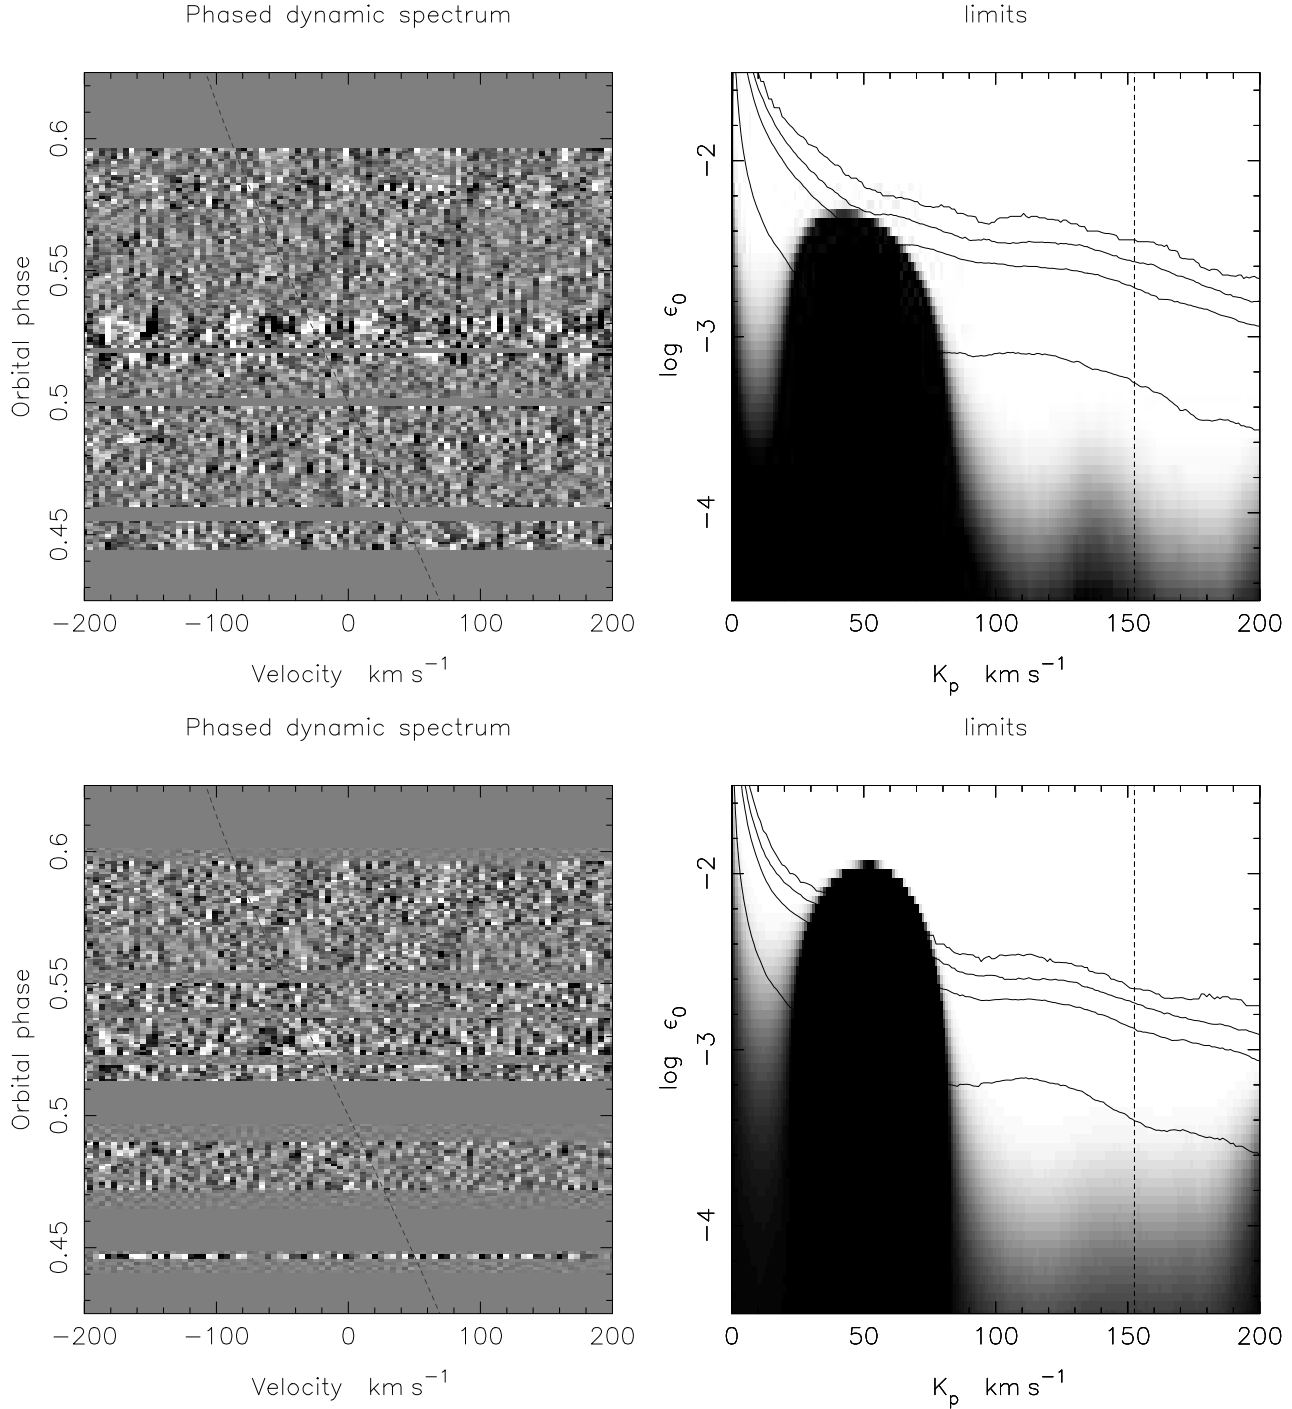 Phased dynamic spectrum
limits
Orbital phase
0.6
0.55
0.5
0.45
−200 −100 0 100 200
Velocity km s⁻¹
log ϵ₀
−2
−3
−4
0 50 100 150 200
Kₚ km s⁻¹
Phased dynamic spectrum
limits
Orbital phase
0.6
0.55
0.5
0.45
−200 −100 0 100 200
Velocity km s⁻¹
log ϵ₀
−2
−3
−4
0 50 100 150 200
Kₚ km s⁻¹